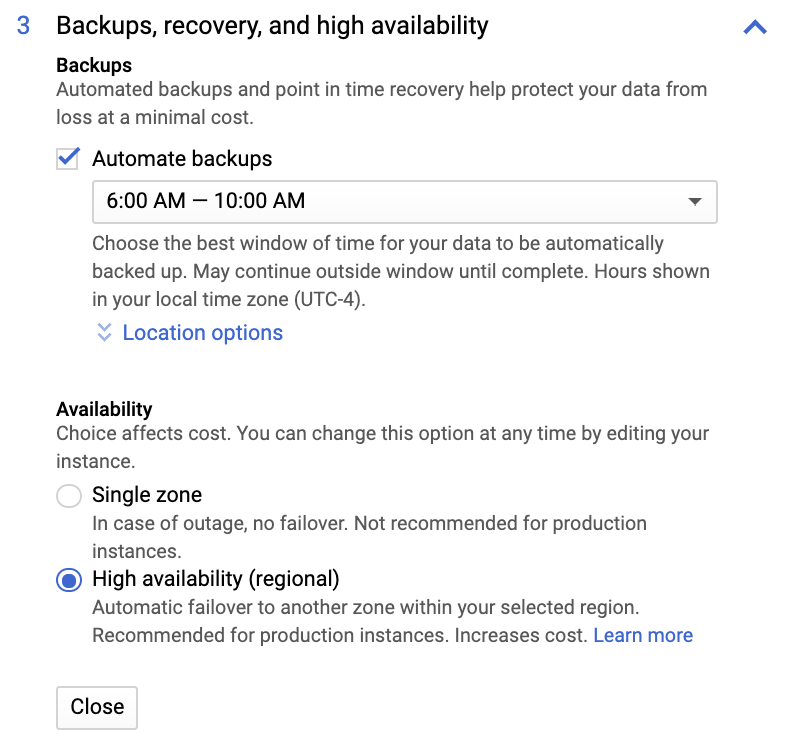 3 Backups, recovery, and high availability
Backups
Automated backups and point in time recovery help protect your data from
loss at a minimal cost.
Automate backups
6:00 AM — 10:00 AM
Choose the best window of time for your data to be automatically
backed up. May continue outside window until complete. Hours shown
in your local time zone (UTC-4).
Location options
Availability
Choice affects cost. You can change this option at any time by editing your
instance.
Single zone
In case of outage, no failover. Not recommended for production
instances.
High availability (regional)
Automatic failover to another zone within your selected region.
Recommended for production instances. Increases cost. Learn more
Close